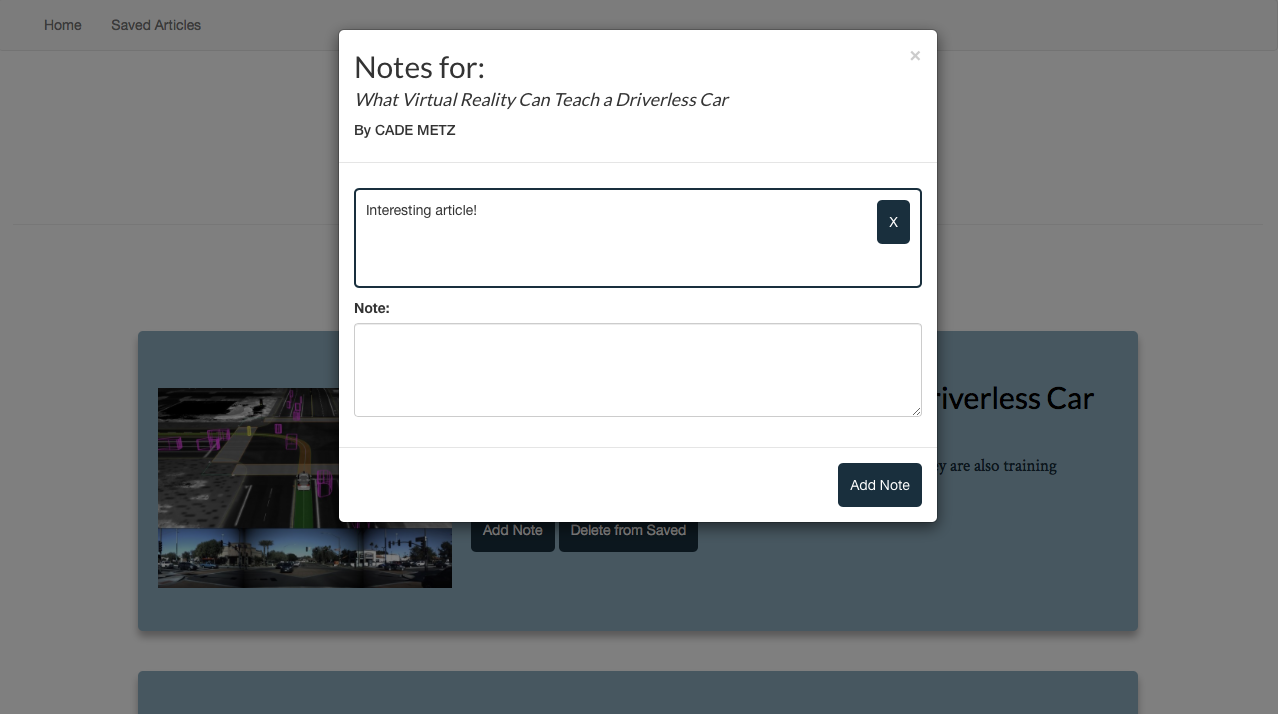 Home
Saved Articles
×
Notes for:
What Virtual Reality Can Teach a Driverless Car
By CADE METZ
Interesting article!
X
Note:
Add Note
Car
are also training
Add Note
Delete from Saved